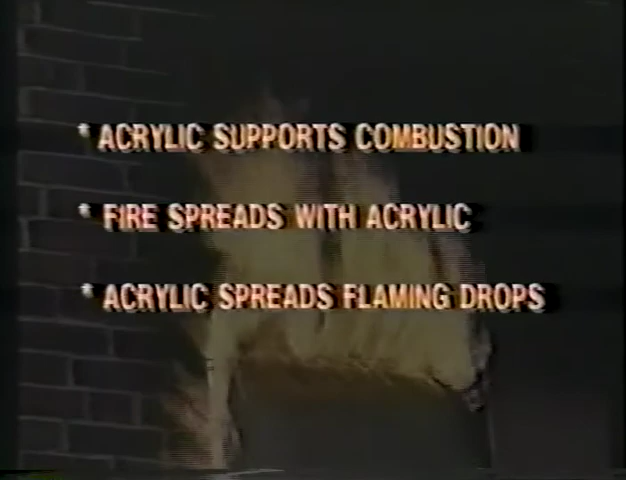 * ACRYLIC SUPPORTS COMBUSTION
* FIRE SPREADS WITH ACRYLIC
* ACRYLIC SPREADS FLAMING DROPS